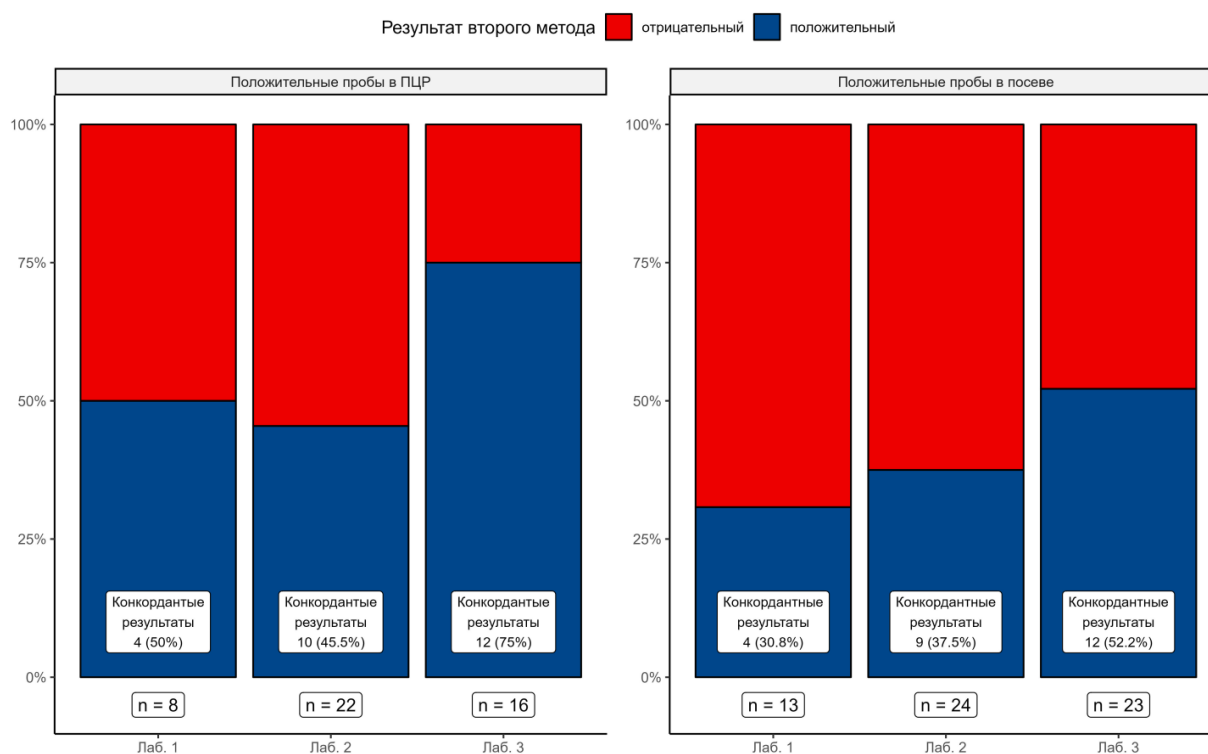 Результат второго метода отрицательный положительный
Положительные пробы в ПЦР
100%
75%
50%
25%
0%
Конкордантые
результаты
4 (50%)
Конкордантые
результаты
10 (45.5%)
Конкордантые
результаты
12 (75%)
n = 8
n = 22
n = 16
Лаб. 1
Лаб. 2
Лаб. 3
Положительные пробы в посеве
100%
75%
50%
25%
0%
Конкордантные
результаты
4 (30.8%)
Конкордантные
результаты
9 (37.5%)
Конкордантные
результаты
12 (52.2%)
n = 13
n = 24
n = 23
Лаб. 1
Лаб. 2
Лаб. 3